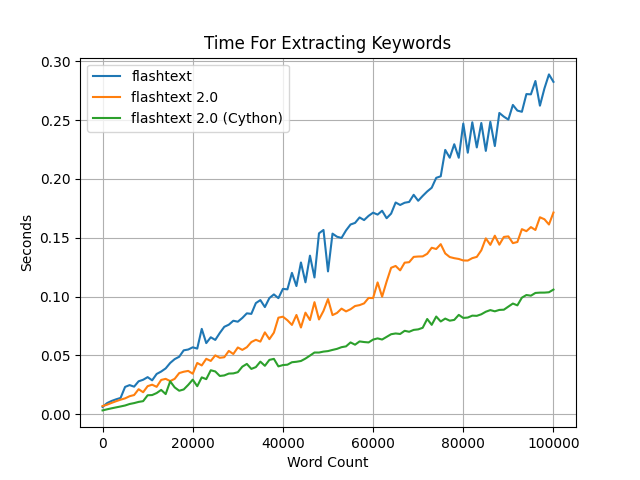 Time For Extracting Keywords
flashtext
flashtext 2.0
flashtext 2.0 (Cython)
0.30
0.25
0.20
0.15
0.10
0.05
0.00
Seconds
0 20000 40000 60000 80000 100000
Word Count